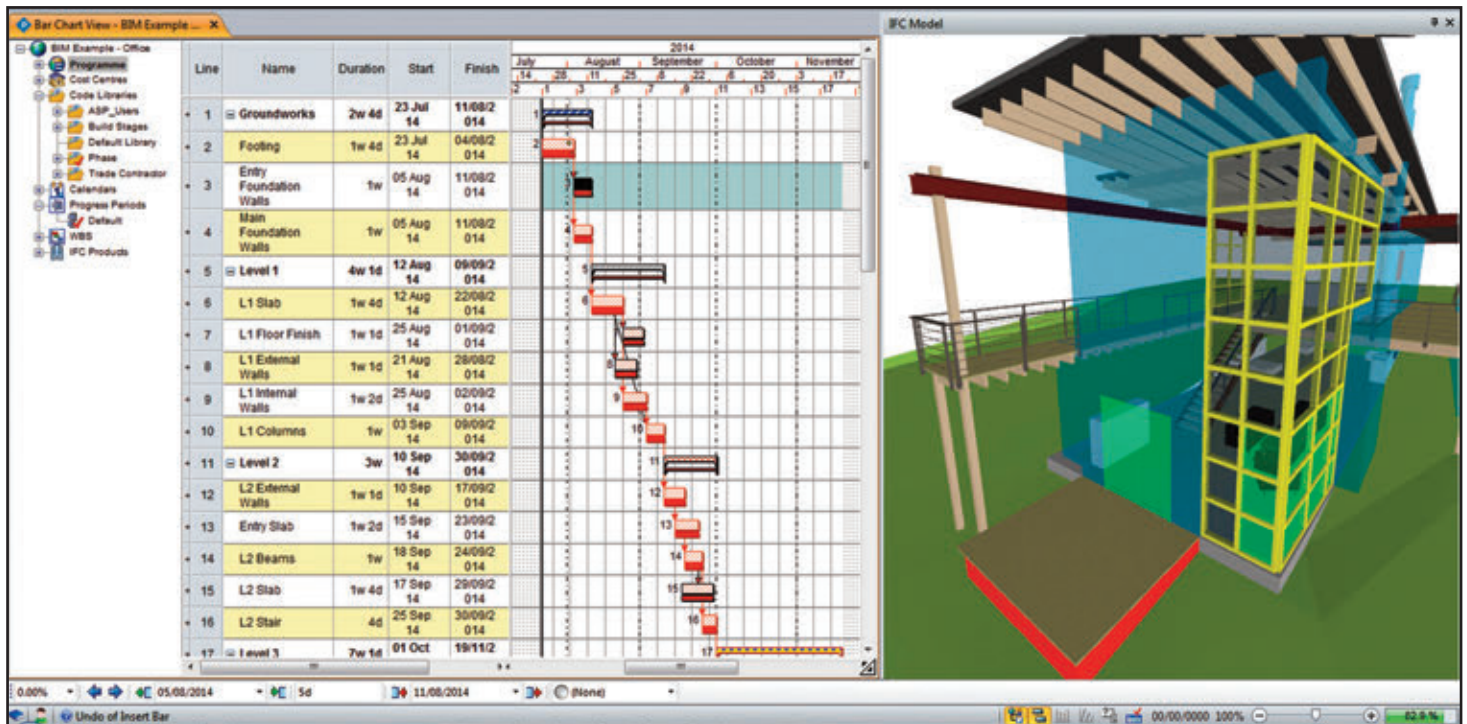 Bar Chart View - BIM Example ... ×
IFC Model
BIM Example - Office
Programme
Cost Centres
Code Libraries
ASP_Users
Build Stages
Default Library
Phase
Trade Contractor
Calendars
Progress Periods
Default
WBS
IFC Products
Line Name Duration Start Finish
2014
July August September October November
14 28 11 25 8 22 6 20 3 17
1 Groundworks 2w 4d 23 Jul 14 11/08/2014
2 Footing 1w 4d 23 Jul 14 04/08/2014
3 Entry Foundation Walls 1w 05 Aug 14 11/08/2014
4 Main Foundation Walls 1w 05 Aug 14 11/08/2014
5 Level 1 4w 1d 12 Aug 14 09/09/2014
6 L1 Slab 1w 4d 12 Aug 14 22/08/2014
7 L1 Floor Finish 1w 1d 25 Aug 14 01/09/2014
8 L1 External Walls 1w 1d 21 Aug 14 28/08/2014
9 L1 Internal Walls 1w 2d 25 Aug 14 02/09/2014
10 L1 Columns 1w 03 Sep 14 09/09/2014
11 Level 2 3w 10 Sep 14 30/09/2014
12 L2 External Walls 1w 1d 10 Sep 14 17/09/2014
13 Entry Slab 1w 2d 15 Sep 14 23/09/2014
14 L2 Beams 1w 18 Sep 14 24/09/2014
15 L2 Slab 1w 4d 17 Sep 14 29/09/2014
16 L2 Stair 4d 25 Sep 14 30/09/2014
17 Level 3 7w 1d 01 Oct 19/11/2
0.00% 05/08/2014 5d 11/08/2014 (None)
Undo of Insert Bar
00/00/0000 100% 82.9 %